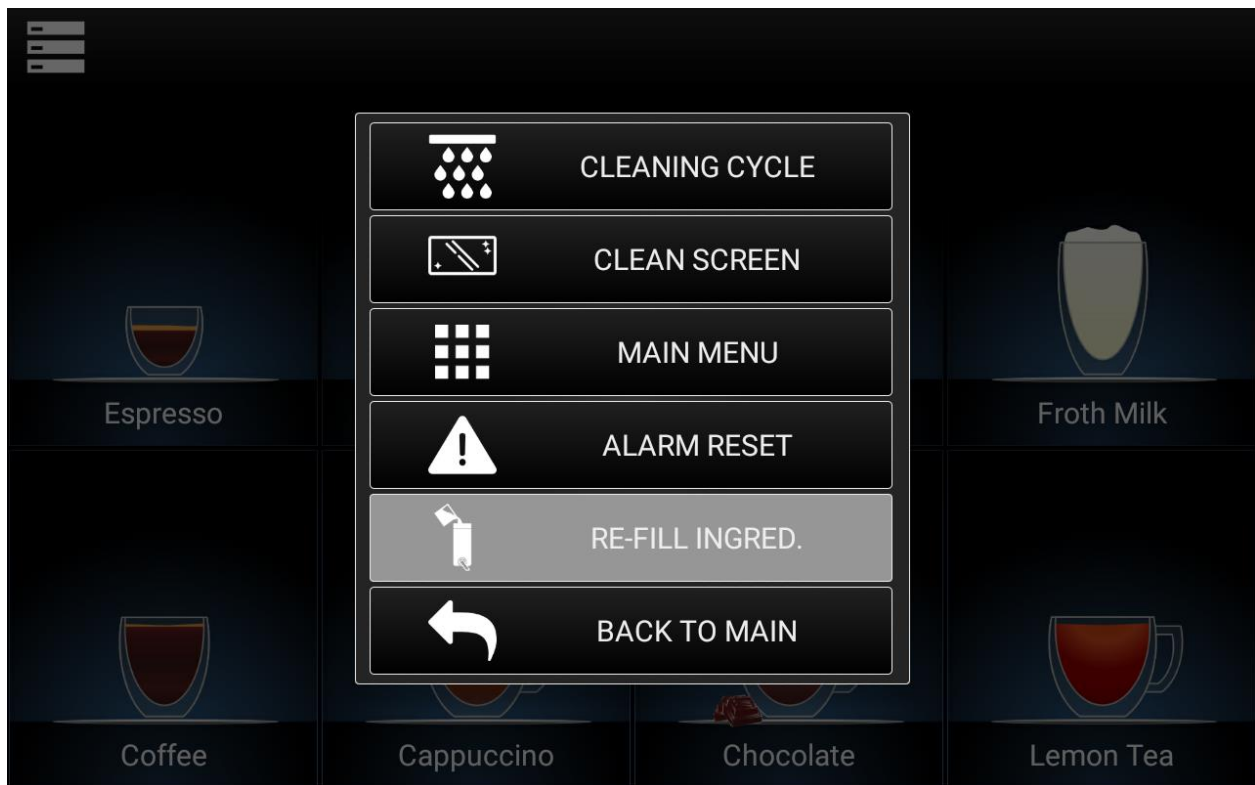 CLEANING CYCLE
CLEAN SCREEN
MAIN MENU
ALARM RESET
RE-FILL INGRED.
BACK TO MAIN
Espresso
Froth Milk
Coffee
Cappuccino
Chocolate
Lemon Tea